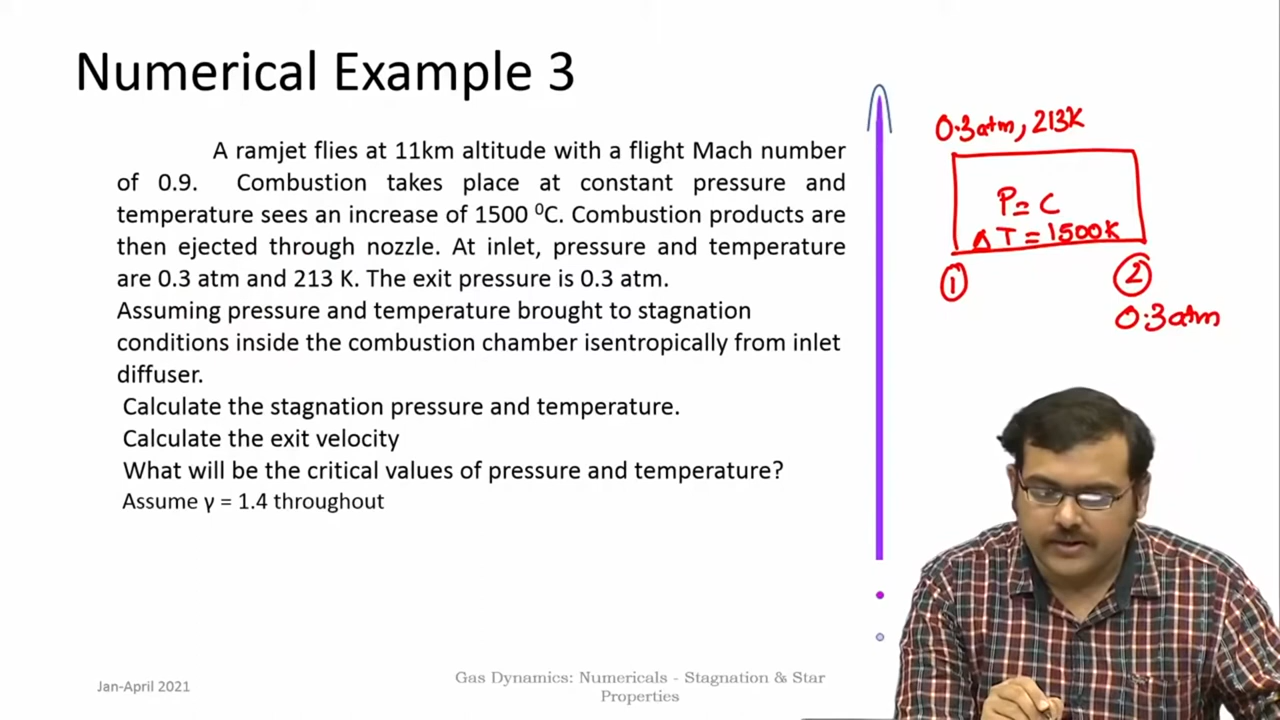 Numerical Example 3
A ramjet flies at 11km altitude with a flight Mach number
of 0.9. Combustion takes place at constant pressure and
temperature sees an increase of 1500 ⁰C. Combustion products are
then ejected through nozzle. At inlet, pressure and temperature
are 0.3 atm and 213 K. The exit pressure is 0.3 atm.
Assuming pressure and temperature brought to stagnation
conditions inside the combustion chamber isentropically from inlet
diffuser.
Calculate the stagnation pressure and temperature.
Calculate the exit velocity
What will be the critical values of pressure and temperature?
Assume γ = 1.4 throughout
0.3atm, 213K
P = C
ΔT = 1500K
1
2
0.3atm
Jan-April 2021
Gas Dynamics: Numericals - Stagnation & Star
Properties